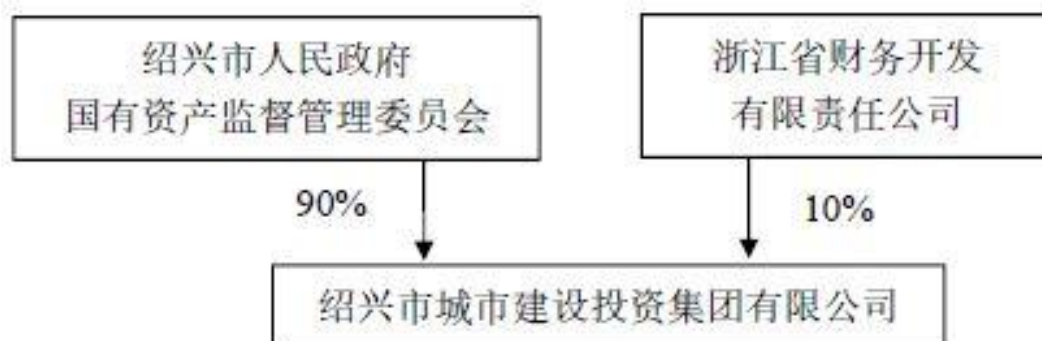 绍兴市人民政府
国有资产监督管理委员会
浙江省财务开发
有限责任公司
90%
10%
绍兴市城市建设投资集团有限公司